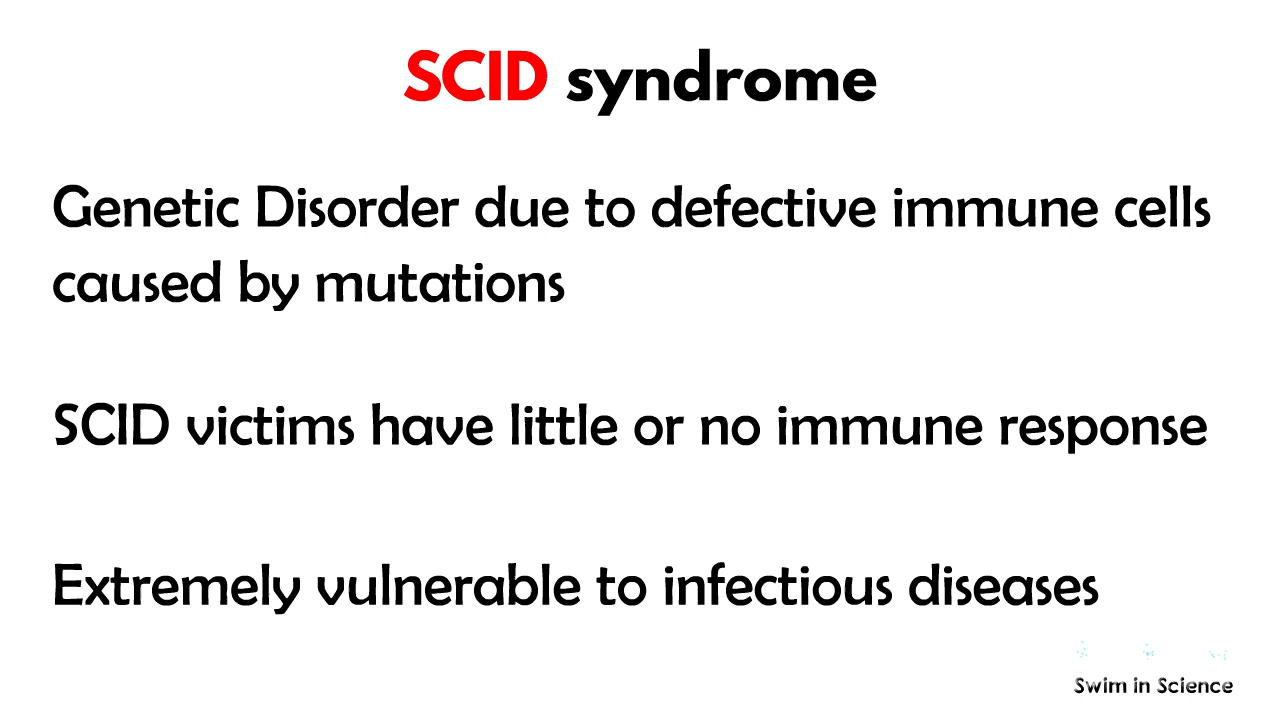 SCID syndrome
Genetic Disorder due to defective immune cells
caused by mutations
SCID victims have little or no immune response
Extremely vulnerable to infectious diseases
Swim in Science